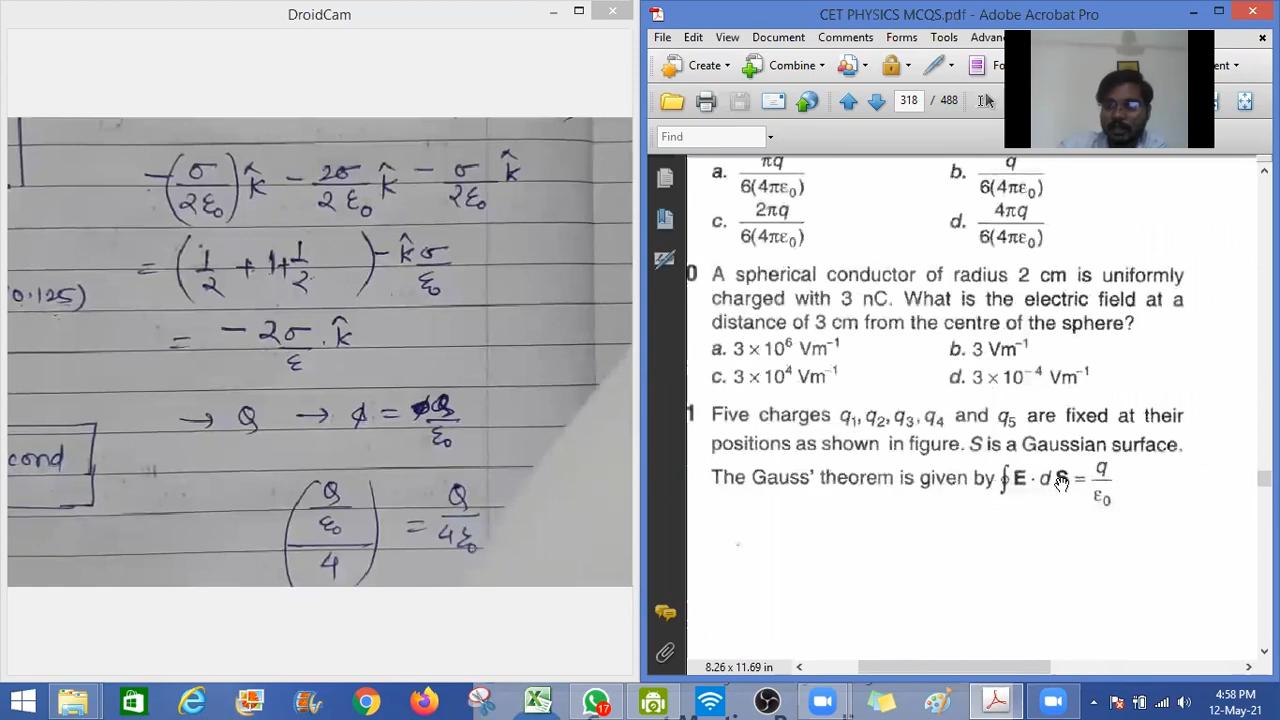 DroidCam
CET PHYSICS MCQS.pdf - Adobe Acrobat Pro
File Edit View Document Comments Forms Tools Advan
Create Combine
318 / 488
Find
-(σ/2ε₀)k̂ - 2σ/2ε₀ k̂ - σ/2ε₀ k̂
= (1/2 + 1 + 1/2) - k̂σ/ε₀
0.125)
= - 2σ/ε . k̂
→ Q → ϕ = Q/ε₀
cond
((Q/ε₀)/4) = Q/4ε₀
a. πq/6(4πε₀) b. q/6(4πε₀)
c. 2πq/6(4πε₀) d. 4πq/6(4πε₀)
0 A spherical conductor of radius 2 cm is uniformly
charged with 3 nC. What is the electric field at a
distance of 3 cm from the centre of the sphere?
a. 3 × 10⁶ Vm⁻¹ b. 3 Vm⁻¹
c. 3 × 10⁴ Vm⁻¹ d. 3 × 10⁻⁴ Vm⁻¹
1 Five charges q₁, q₂, q₃, q₄ and q₅ are fixed at their
positions as shown in figure. S is a Gaussian surface.
The Gauss' theorem is given by ∮ E · d S = q/ε₀
8.26 x 11.69 in
17
4:58 PM
12-May-21